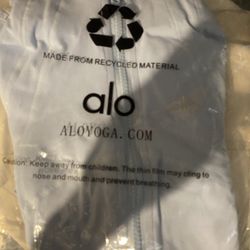 MADE FROM RECYCLED MATERIAL
alo
ALOYOGA.COM
Caution: Keep away from children. The thin film may cling to
nose and mouth and prevent breathing.